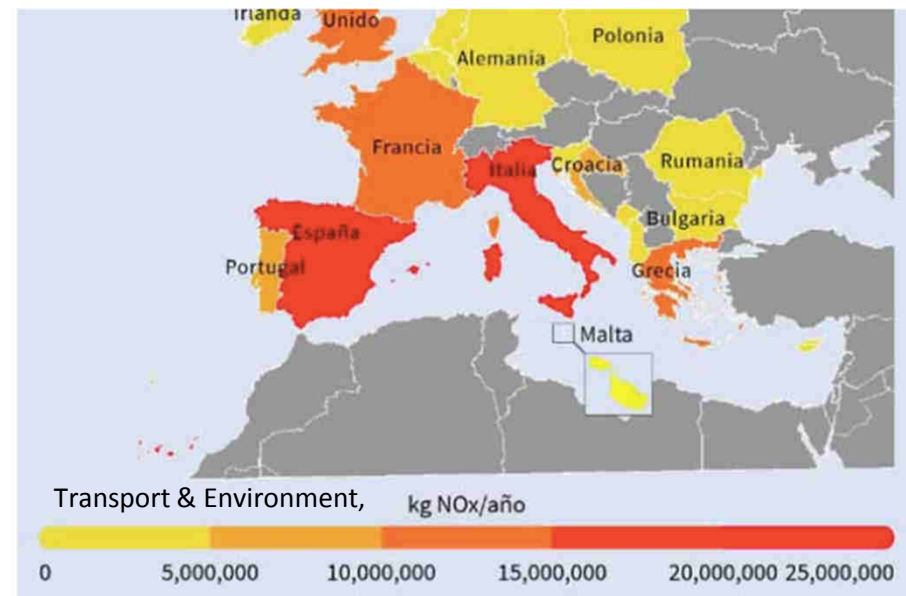 Irlanda
Unido
Polonia
Alemania
Francia
Italia
Croacia
Rumania
España
Bulgaria
Portugal
Grecia
Malta
Transport & Environment,
kg NOx/año
0 5,000,000 10,000,000 15,000,000 20,000,000 25,000,000